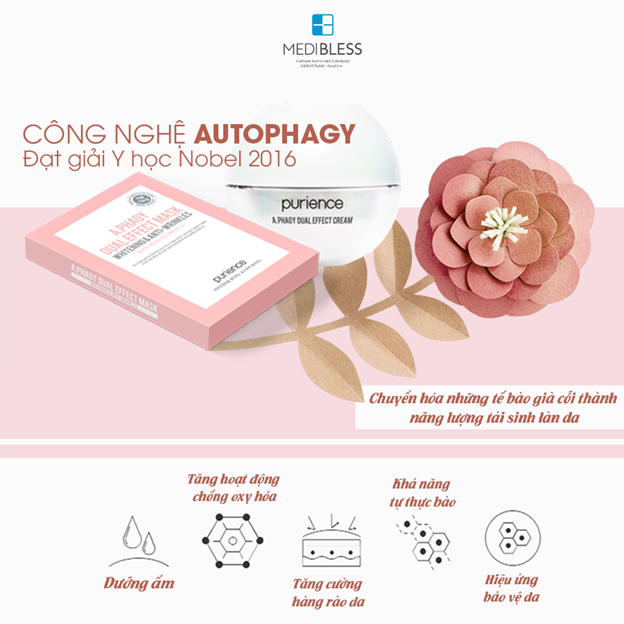 MEDIBLESS
CÔNG NGHỆ AUTOPHAGY
Đạt giải Y học Nobel 2016
purience
A.PHAGY DUAL EFFECT CREAM
A.PHAGY
DUAL EFFECT MASK
WHITENING & ANTI-WRINKLES
purience
A.PHAGY DUAL EFFECT MASK
Chuyển hóa những tế bào già cỗi thành
năng lượng tái sinh làn da
Tăng hoạt động
chống oxy hóa
Khả năng
tự thực bào
Dưỡng ẩm
Tăng cường
hàng rào da
Hiệu ứng
bảo vệ da